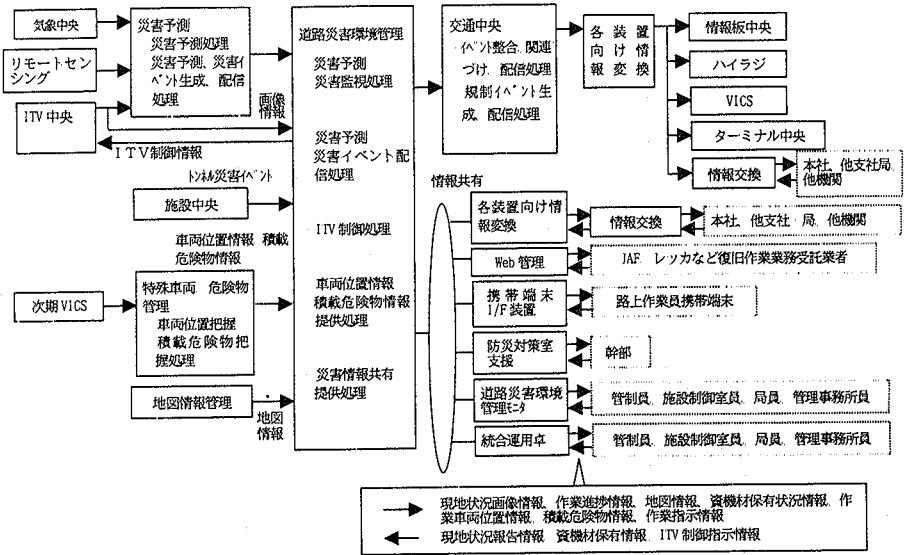 気象中央
リモートセン
シング
ITV 中央
災害予測
災害予測処理
災害予測、災害イ
ベント生成、配信
処理
画像
情報
ITV制御情報
トンネル災害イベント
施設中央
車両位置情報 積載
危険物情報
次期VICS
特殊車両 危険物
管理
車両位置把握
積載危険物把
握処理
地図情報管理
地図
情報
道路災害環境管理
災害予測
災害監視処理
災害予測
災害イベント配
信処理
ITV 制御処理
車両位置情報
積載危険物情報
提供処理
災害情報共有
提供処理
交通中央
イベント整合、関連
づけ、配信処理
規制イベント生
成、配信処理
各装置
向け情
報変換
情報板中央
ハイラジ
VICS
ターミナル中央
情報交換
本社、他支社局、
他機関
情報共有
各装置向け情
報変換
情報交換
本社、他支社・局、他機関
Web 管理
JAF、レッカなど復旧作業業務受託業者
携帯端末
I/F 装置
路上作業員携帯端末
防災対策室
支援
幹部
道路災害環境
管理モニタ
管制員、施設制御室員、局員、管理事務所員
統合運用卓
管制員、施設制御室員、局員、管理事務所員
現地状況画像情報、作業進捗情報、地図情報、資機材保有状況情報、作
業車両位置情報、積載危険物情報、作業指示情報
現地状況報告情報 資機材保有情報 ITV 制御指示情報